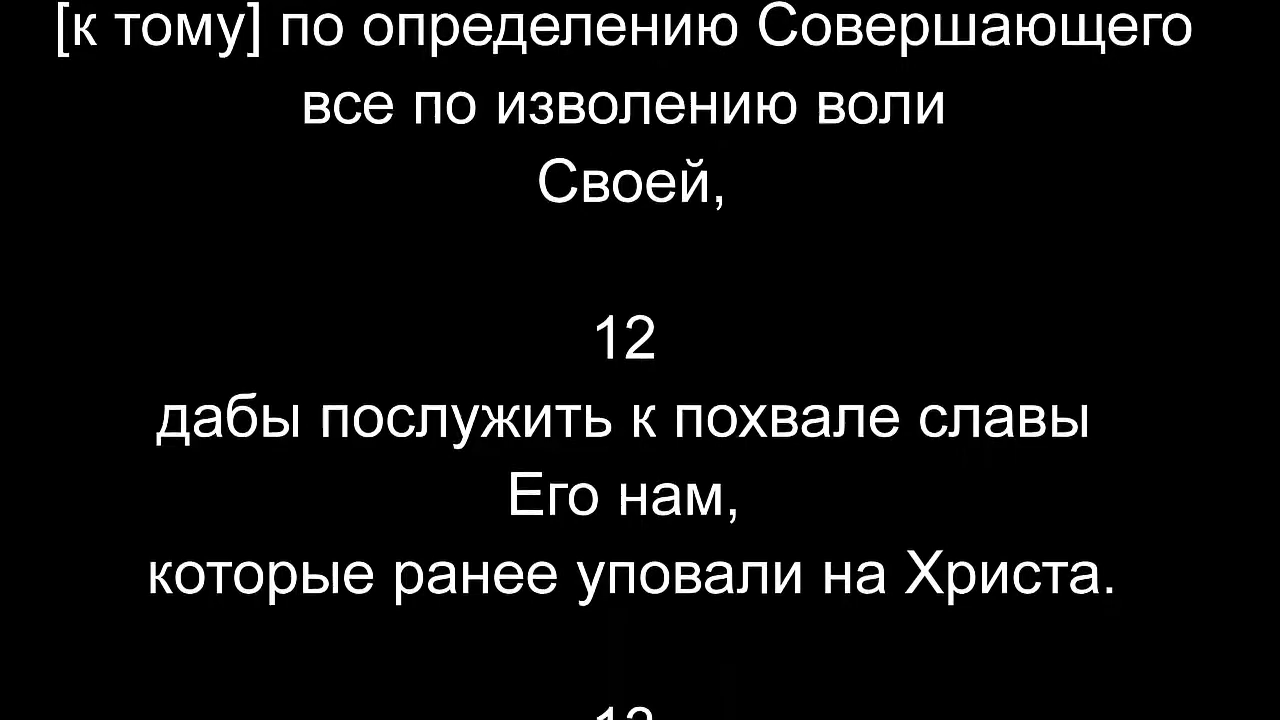 [к тому] по определению Совершающего
все по изволению воли
Своей,
12
дабы послужить к похвале славы
Его нам,
которые ранее уповали на Христа.